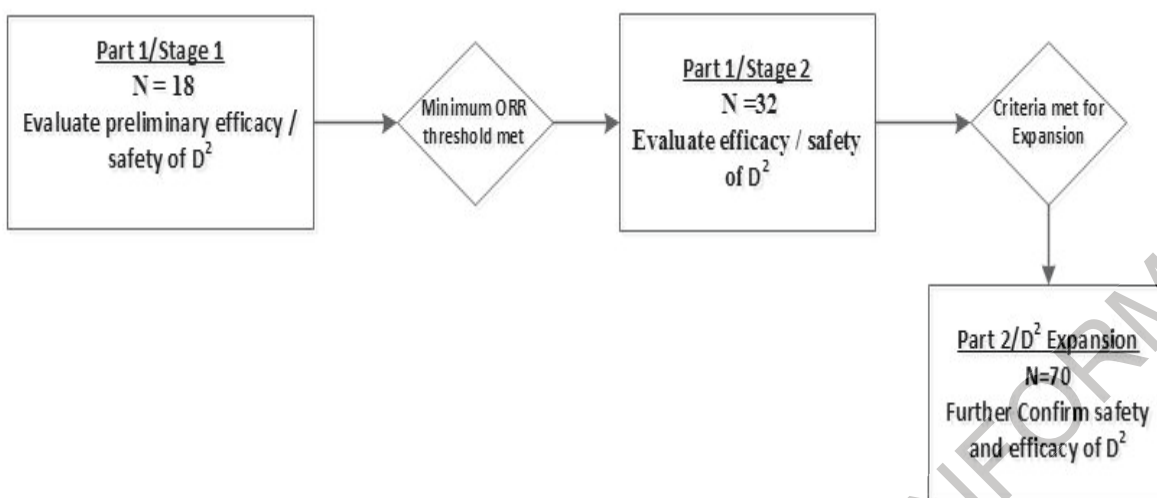 Part 1/Stage 1
N = 18
Evaluate preliminary efficacy /
safety of D²
Minimum ORR
threshold met
Part 1/Stage 2
N =32
Evaluate efficacy / safety
of D²
Criteria met for
Expansion
Part 2/D² Expansion
N=70
Further Confirm safety
and efficacy of D²